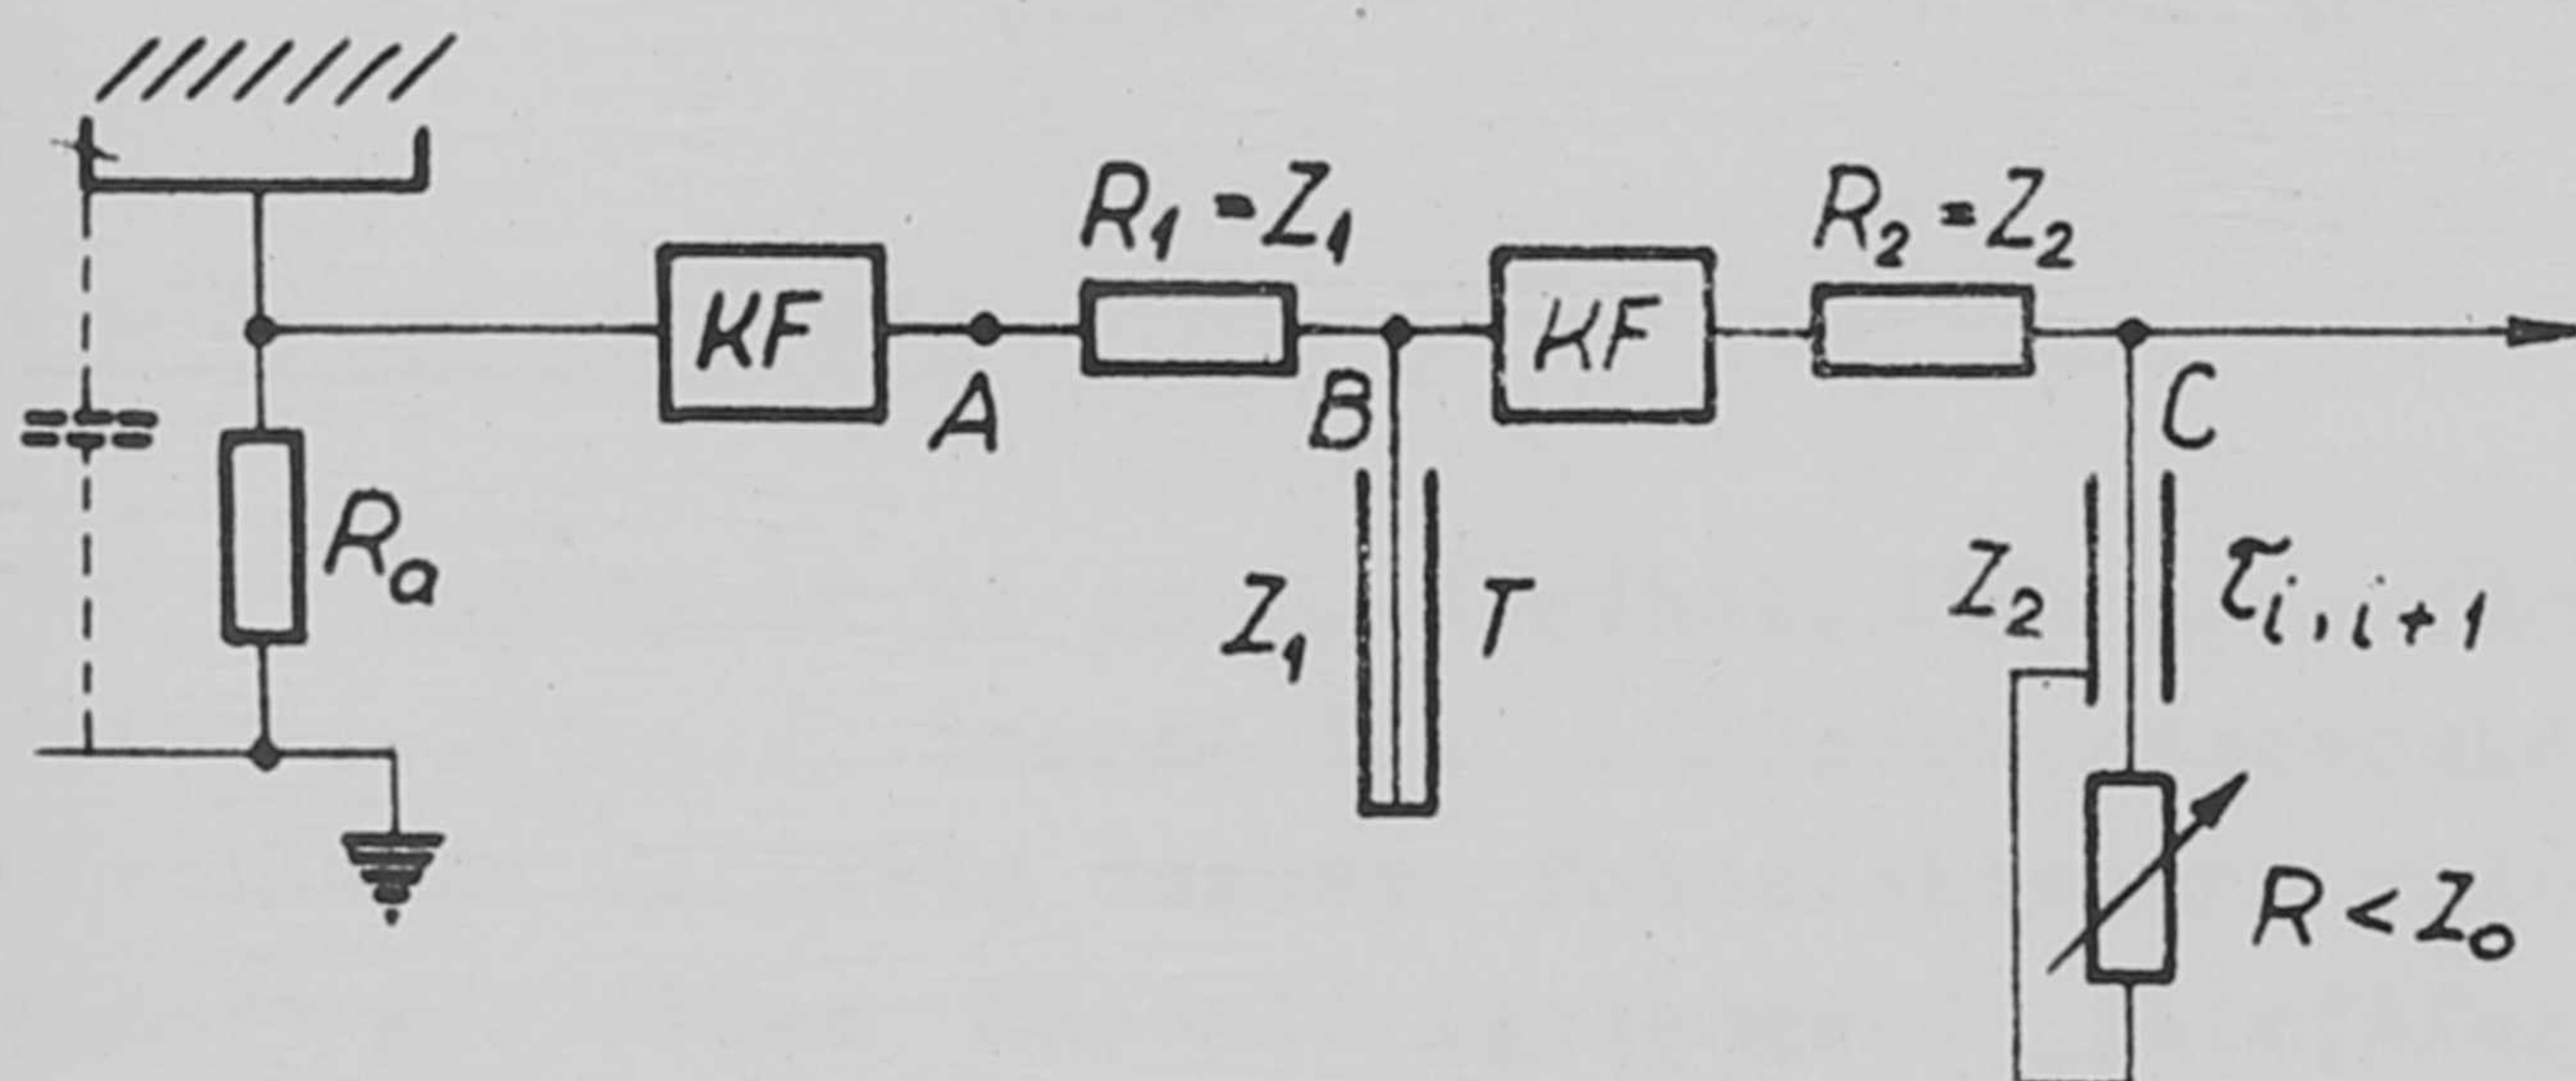 R₁ = Z₁
R₂ = Z₂
KF
KF
A
B
C
Rₐ
Z₁
T
Z₂
τᵢ,ᵢ₊₁
R < Z₀